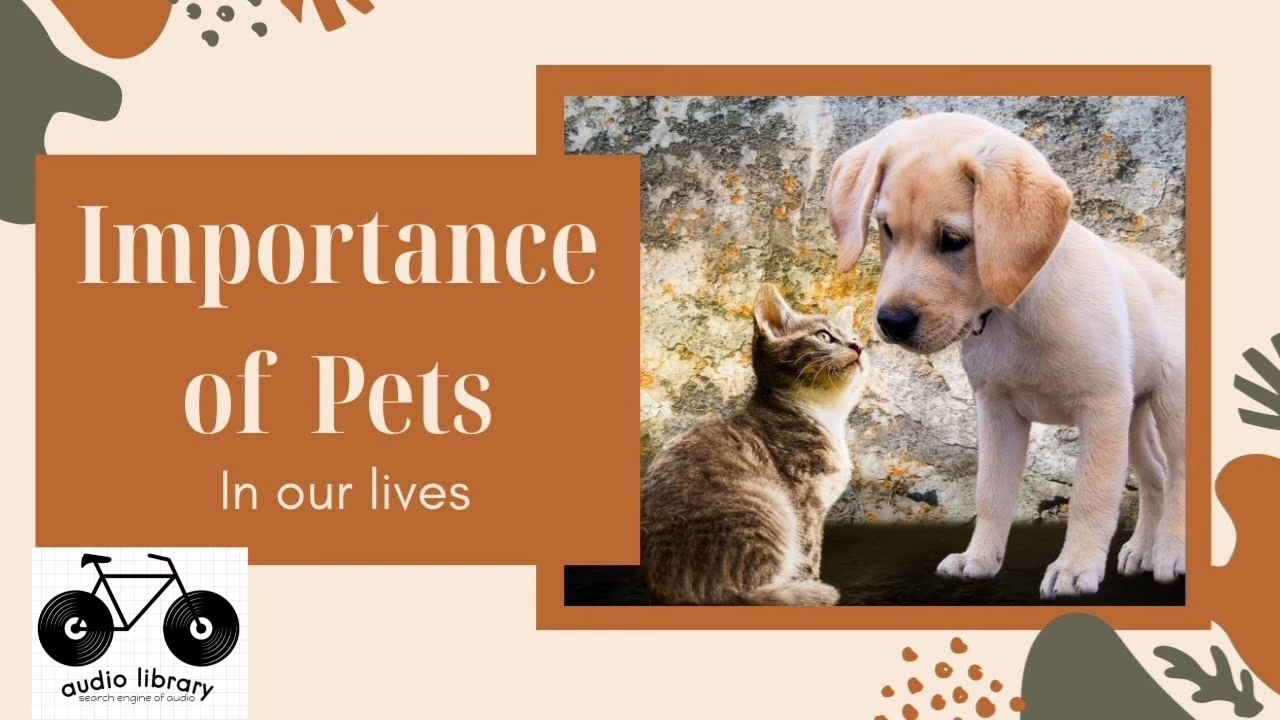 Importance
of Pets
In our lives
audio library
search engine of audio